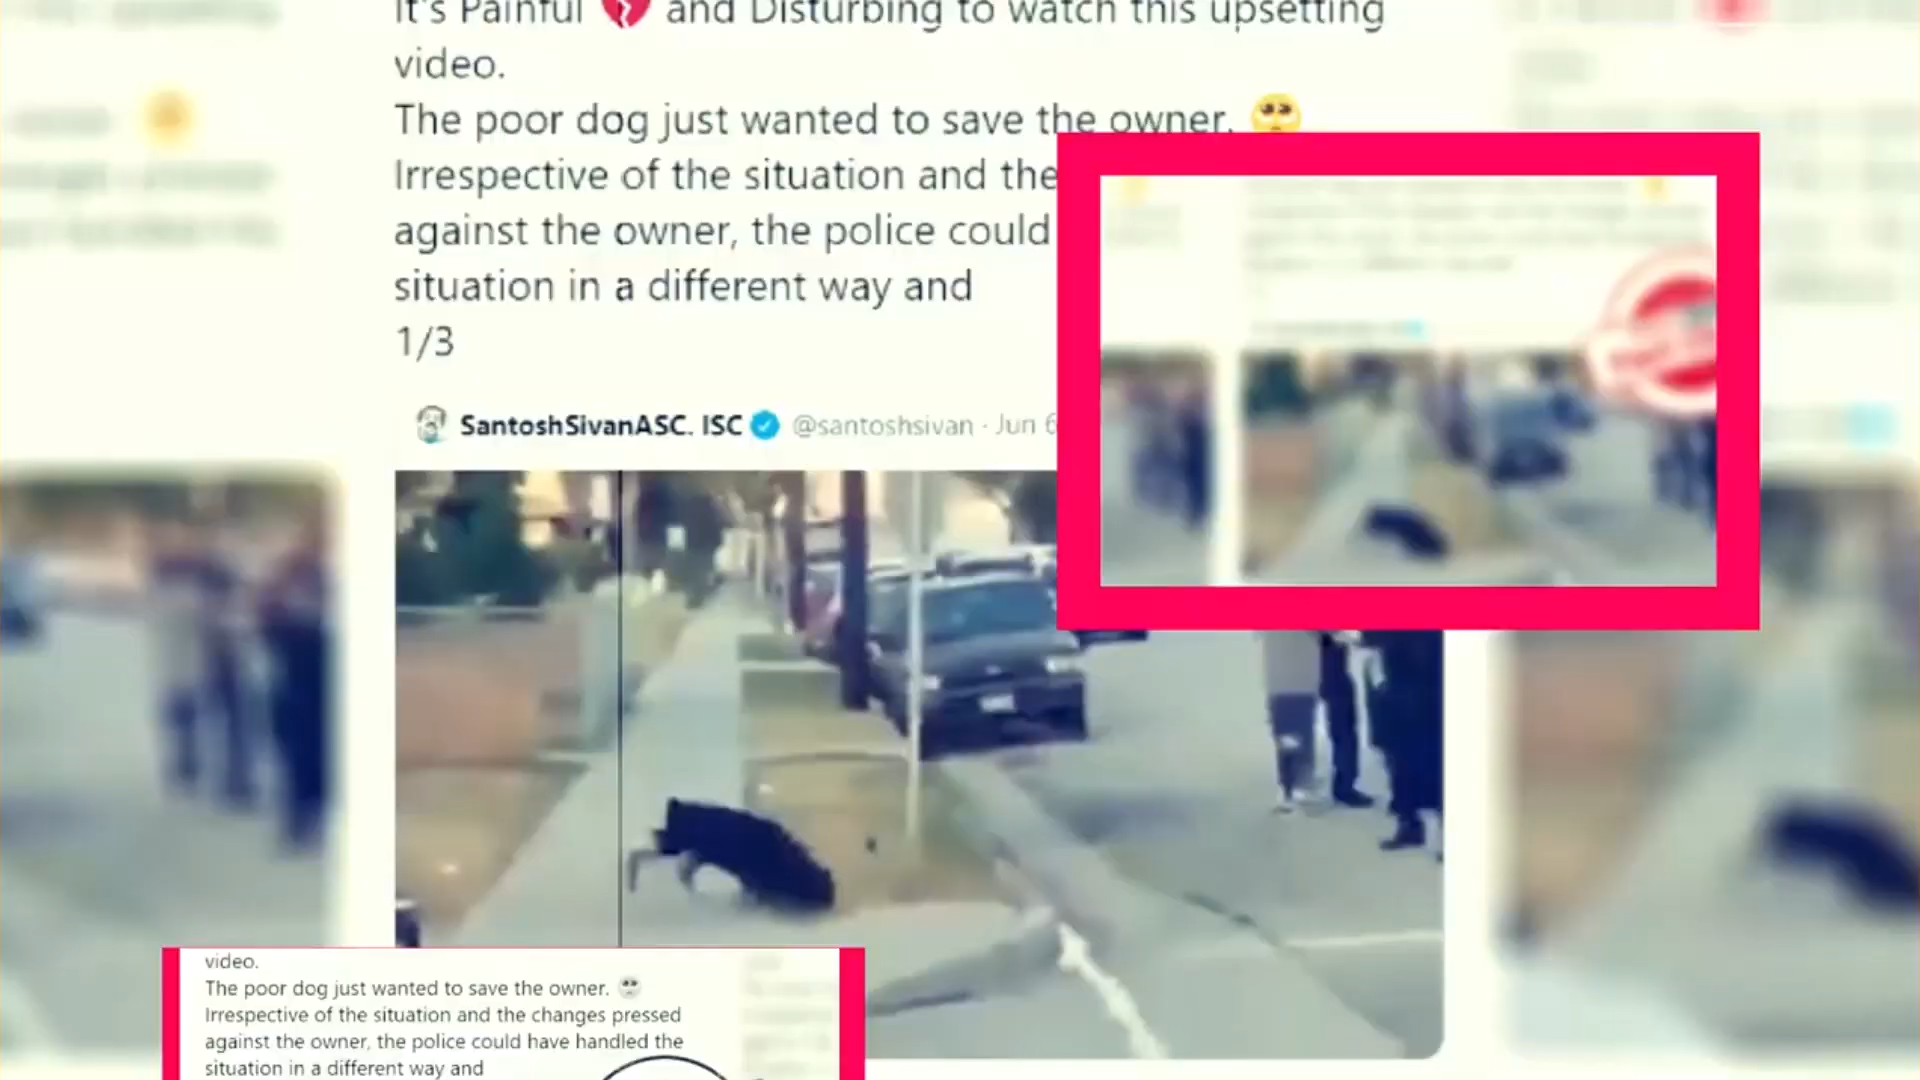 It's Painful 💔 and Disturbing to watch this upsetting
video.
The poor dog just wanted to save the owner. 🥺
Irrespective of the situation and the
against the owner, the police could
situation in a different way and
1/3
SantoshSivanASC. ISC @santoshsivan · Jun 6
video.
The poor dog just wanted to save the owner. 🥺
Irrespective of the situation and the changes pressed
against the owner, the police could have handled the
situation in a different way and